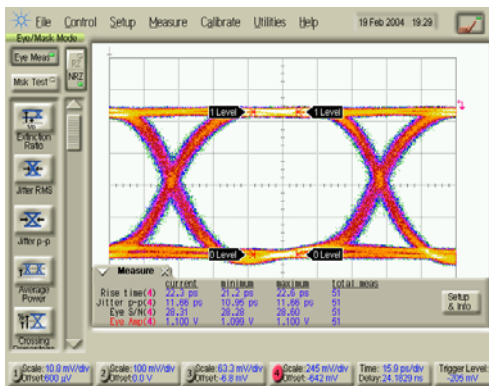 File Control Setup Measure Calibrate Utilities Help 19 Feb 2004 19:29
Eye/Mask Mode
Eye Meas
RZ
NRZ
Msk Test
Extinction
Ratio
Jitter RMS
Jitter p-p
Average
Power
Crossing
1 Level 1 Level
0 Level 0 Level
Measure
current minimum maximum total meas
Rise time(4) 22.3 ps 21.2 ps 22.6 ps 51
Jitter p-p(4) 11.66 ps 10.95 ps 11.66 ps 51
Eye S/N(4) 28.31 28.28 28.60 51
Eye Amp(4) 1.100 V 1.099 V 1.100 V 51
Setup
& Info
1 Scale: 10.0 mV/div
Offset: 600 µV
2 Scale: 100 mV/div
Offset: 0.0 V
3 Scale: 63.3 mV/div
Offset: -6.8 mV
4 Scale: 245 mV/div
Offset: -642 mV
Time: 15.9 ps/div
Delay: 24.1829 ns
Trigger Level:
-205 mV